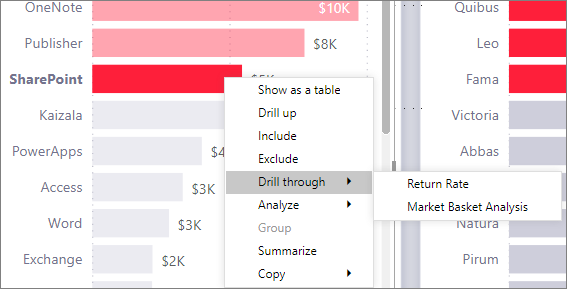 OneNote $10K
Publisher $8K
SharePoint $5K
Kaizala
PowerApps $4
Access $3K
Word $3K
Exchange $2K
Show as a table
Drill up
Include
Exclude
Drill through
Analyze
Group
Summarize
Copy
Return Rate
Market Basket Analysis
Quibus
Leo
Fama
Victoria
Abbas
Natura
Pirum